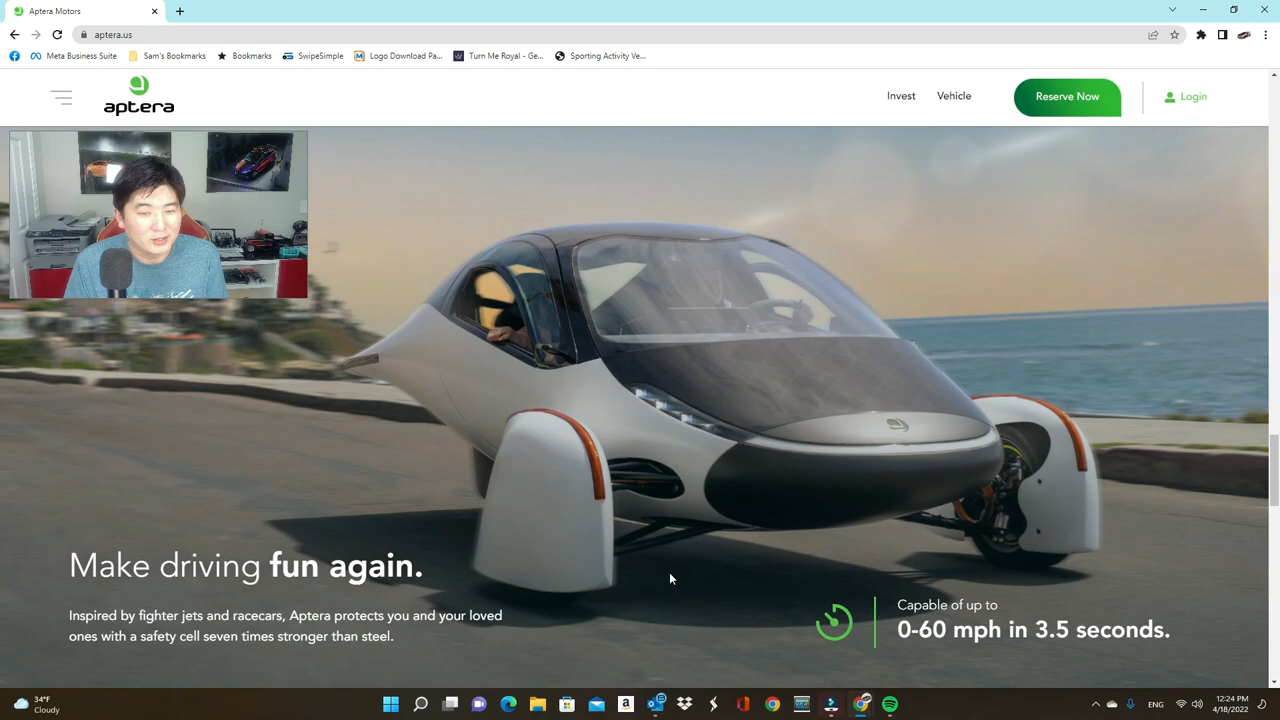 Aptera Motors
aptera.us
Meta Business Suite
Sam's Bookmarks
Bookmarks
SwipeSimple
Logo Download Pa...
Turn Me Royal - Ge...
Sporting Activity Ve...
aptera
Invest
Vehicle
Reserve Now
Login
Make driving fun again.
Inspired by fighter jets and racecars, Aptera protects you and your loved
ones with a safety cell seven times stronger than steel.
Capable of up to
0-60 mph in 3.5 seconds.
34°F
Cloudy
ENG
12:24 PM
4/18/2022